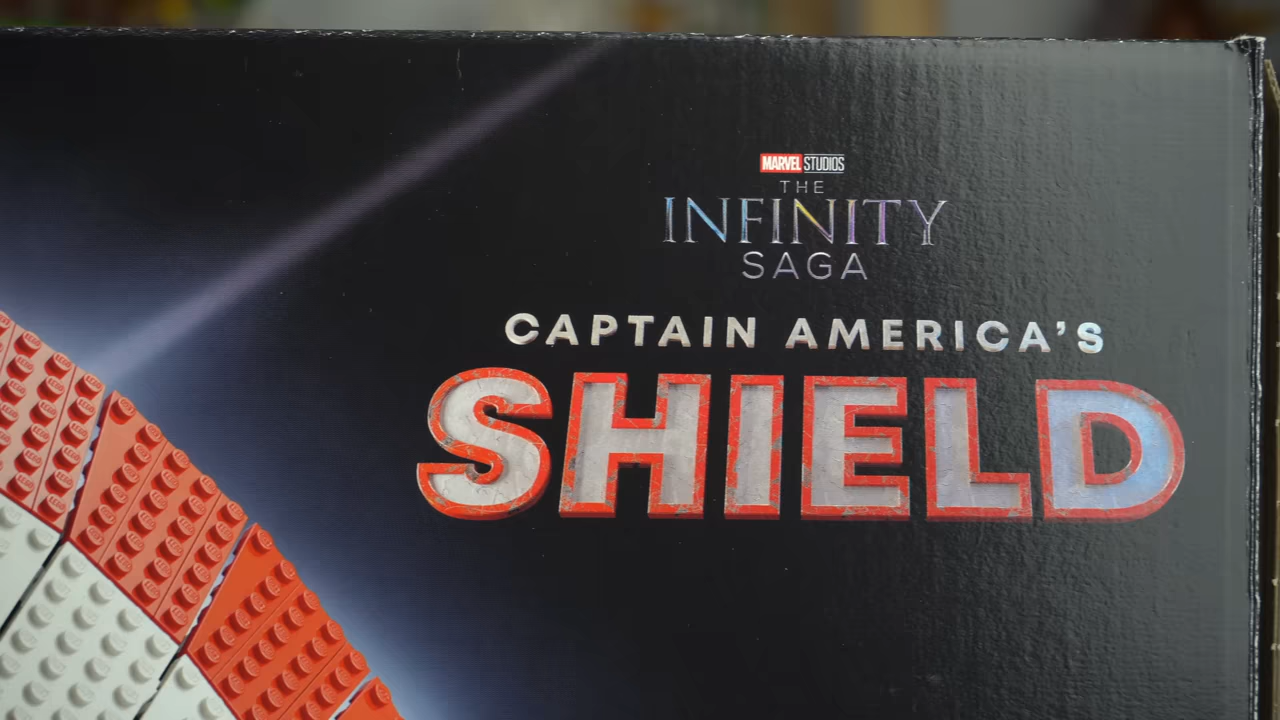 MARVEL STUDIOS
THE
INFINITY
SAGA
CAPTAIN AMERICA'S
SHIELD